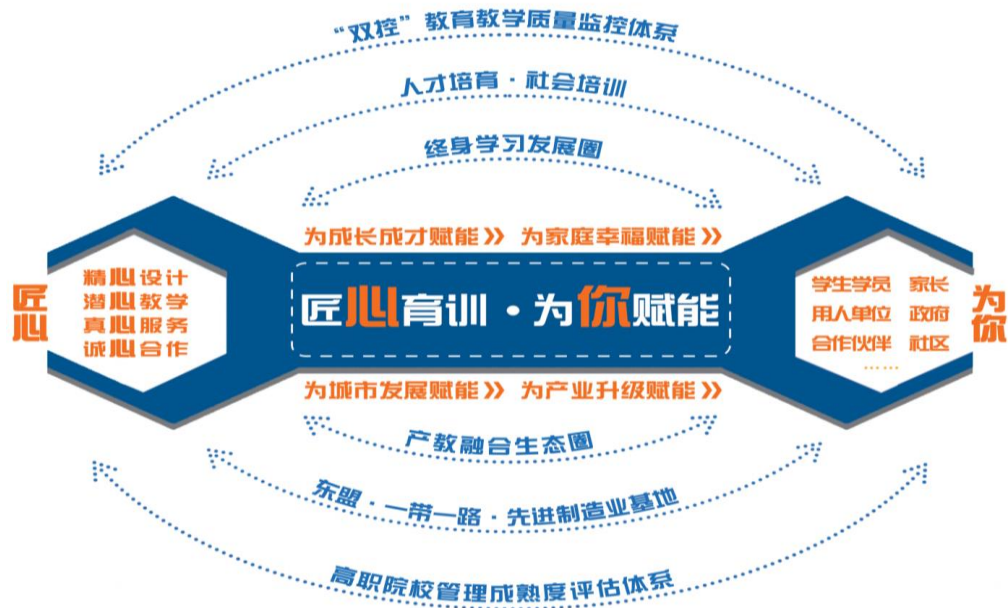 “双控”教育教学质量监控体系
人才培育·社会培训
终身学习发展圈
为成长成才赋能》 为家庭幸福赋能》
匠心
精心设计
潜心教学
真心服务
诚心合作
匠心育训·为你赋能
学生学员 家长
用人单位 政府
合作伙伴 社区
……
为你
为城市发展赋能》 为产业升级赋能》
产教融合生态圈
东盟·一带一路·先进制造业基地
高职院校管理成熟度评估体系